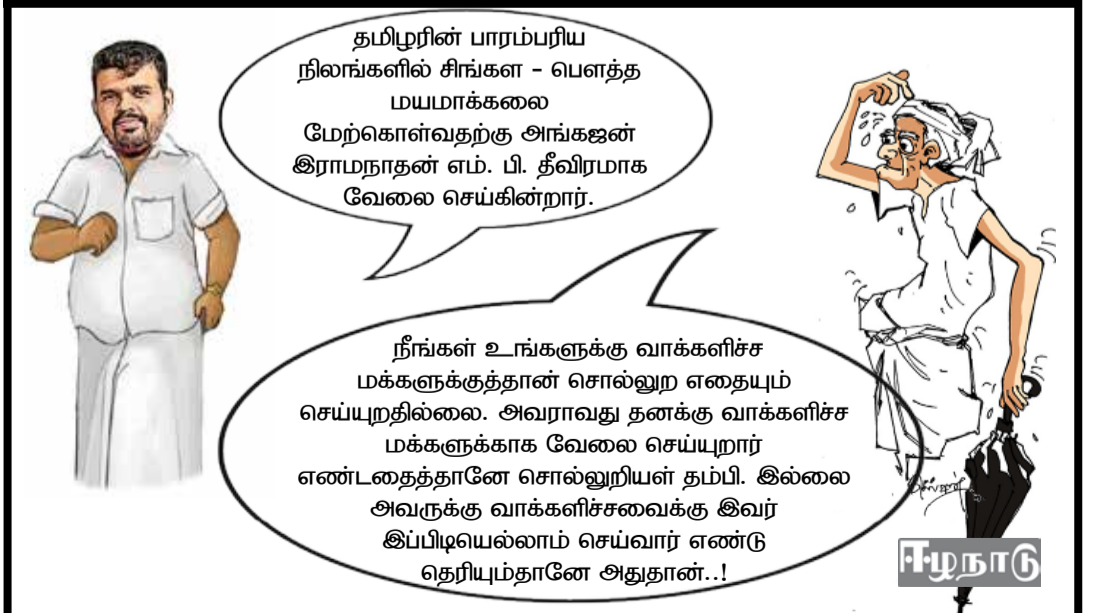 தமிழரின் பாரம்பரிய
நிலங்களில் சிங்கள - பௌத்த
மயமாக்கலை
மேற்கொள்வதற்கு அங்கஜன்
இராமநாதன் எம். பி. தீவிரமாக
வேலை செய்கின்றார்.
நீங்கள் உங்களுக்கு வாக்களிச்ச
மக்களுக்குத்தான் சொல்லுற எதையும்
செய்யுறதில்லை. அவராவது தனக்கு வாக்களிச்ச
மக்களுக்காக வேலை செய்யுறார்
எண்டதைத்தானே சொல்லுறியள் தம்பி. இல்லை
அவருக்கு வாக்களிச்சவைக்கு இவர்
இப்பிடியெல்லாம் செய்வார் எண்டு
தெரியும்தானே அதுதான்..!
ஈழநாடு